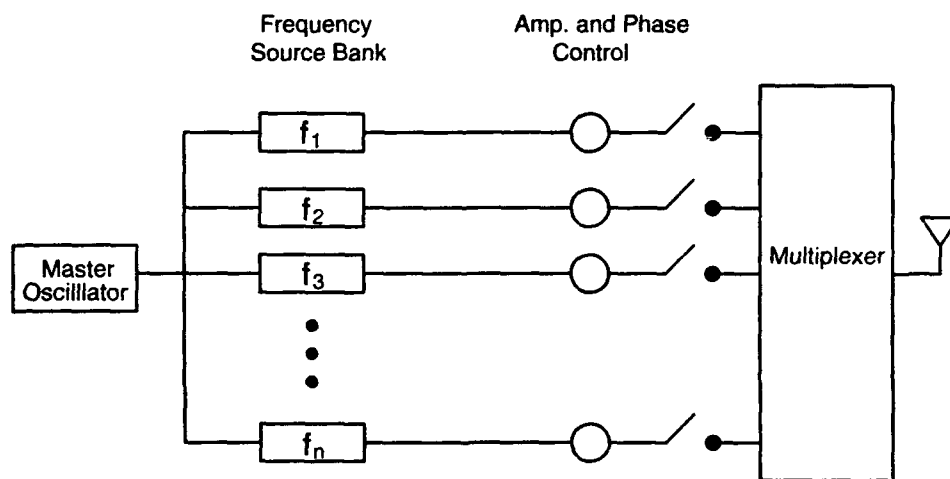 Frequency
Source Bank
Amp. and Phase
Control
f1
f2
f3
fn
Master
Oscilllator
Multiplexer